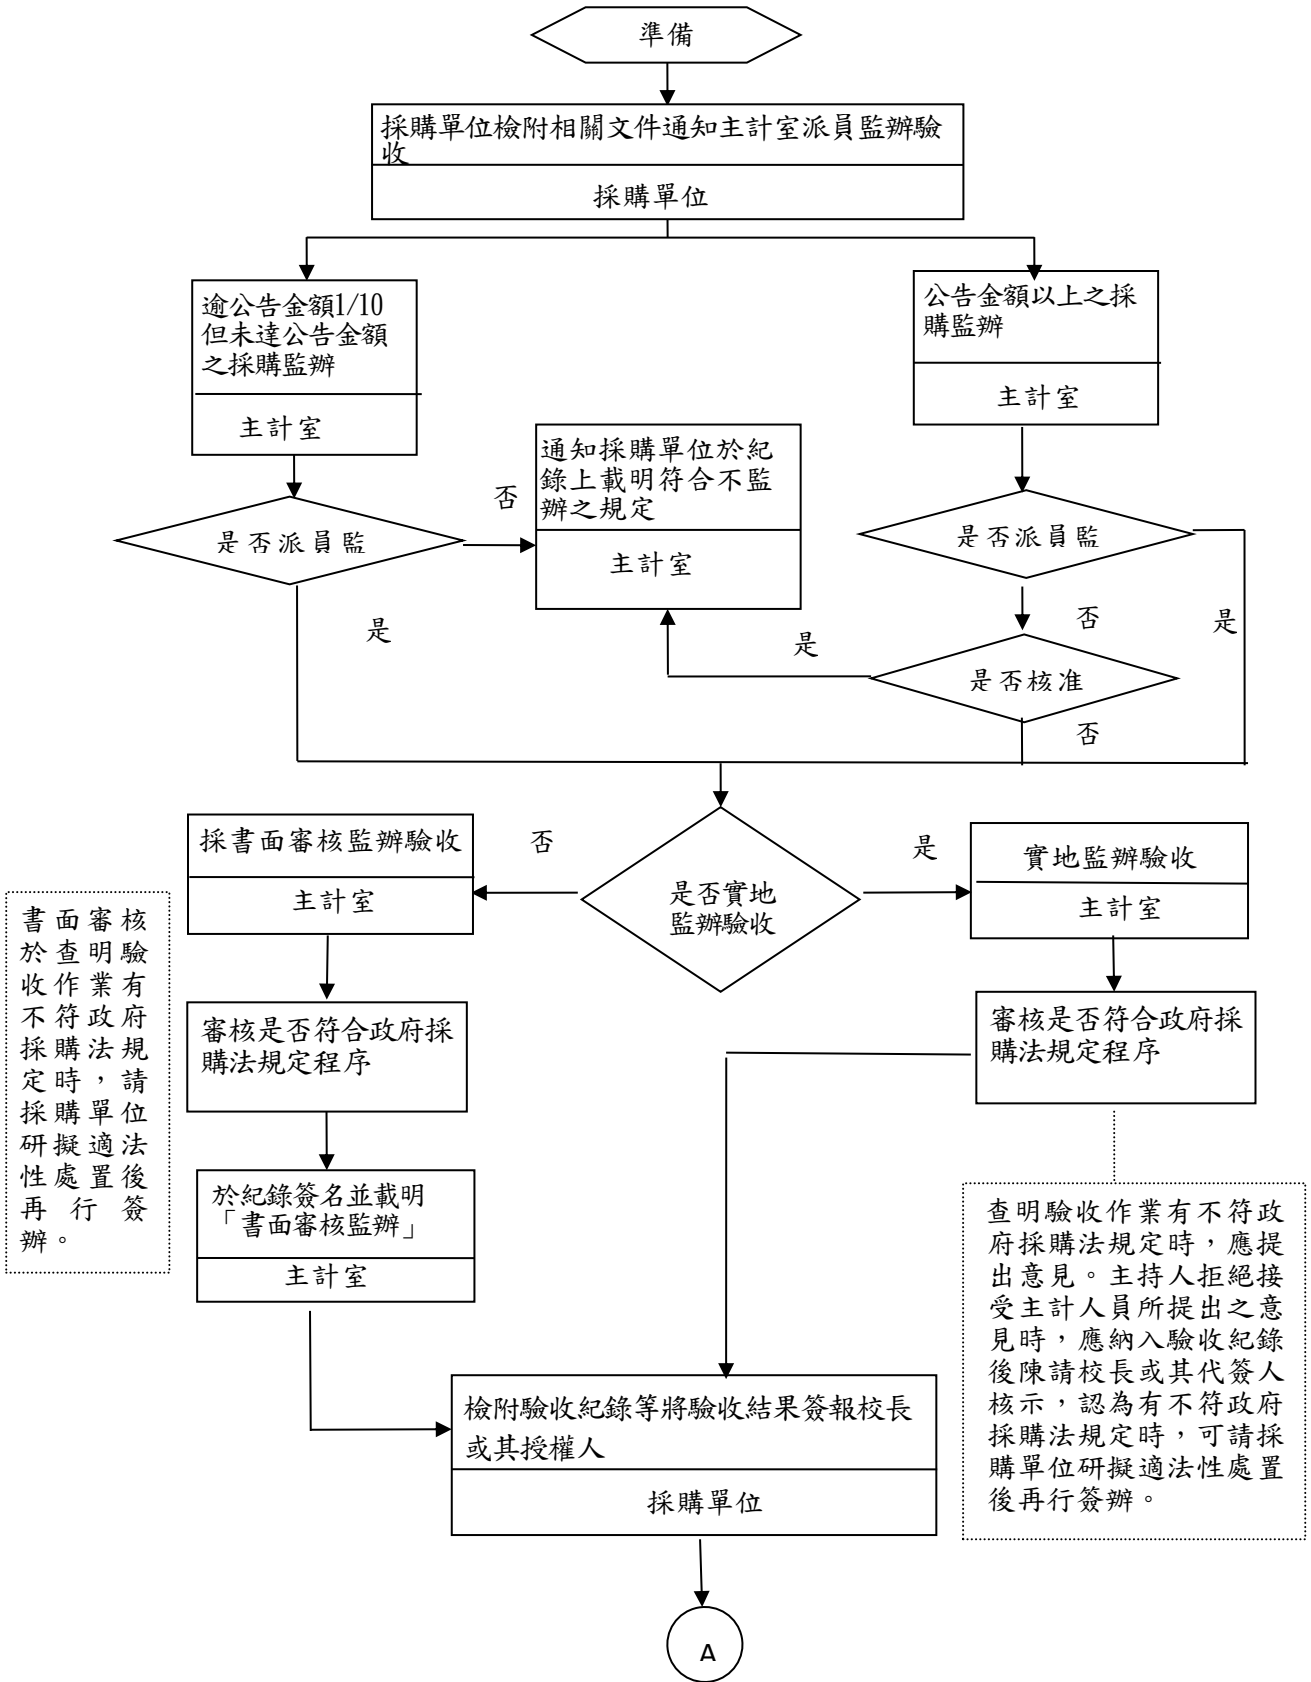 準備
採購單位檢附相關文件通知主計室派員監辦驗
收
採購單位
逾公告金額1/10
但未達公告金額
之採購監辦
主計室
公告金額以上之採
購監辦
主計室
通知採購單位於紀
錄上載明符合不監
辦之規定
主計室
否
是否派員監
是
是否派員監
否
是
是
是否核准
否
採書面審核監辦驗收
主計室
否
是否實地
監辦驗收
是
實地監辦驗收
主計室
書面審核
於查明驗
收作業有
不符政府
採購法規
定時，請
採購單位
研擬適法
性處置後
再行簽
辦。
審核是否符合政府採
購法規定程序
審核是否符合政府採
購法規定程序
於紀錄簽名並載明
「書面審核監辦」
主計室
查明驗收作業有不符政
府採購法規定時，應提
出意見。主持人拒絕接
受主計人員所提出之意
見時，應納入驗收紀錄
後陳請校長或其代簽人
核示，認為有不符政府
採購法規定時，可請採
購單位研擬適法性處置
後再行簽辦。
檢附驗收紀錄等將驗收結果簽報校長
或其授權人
採購單位
A